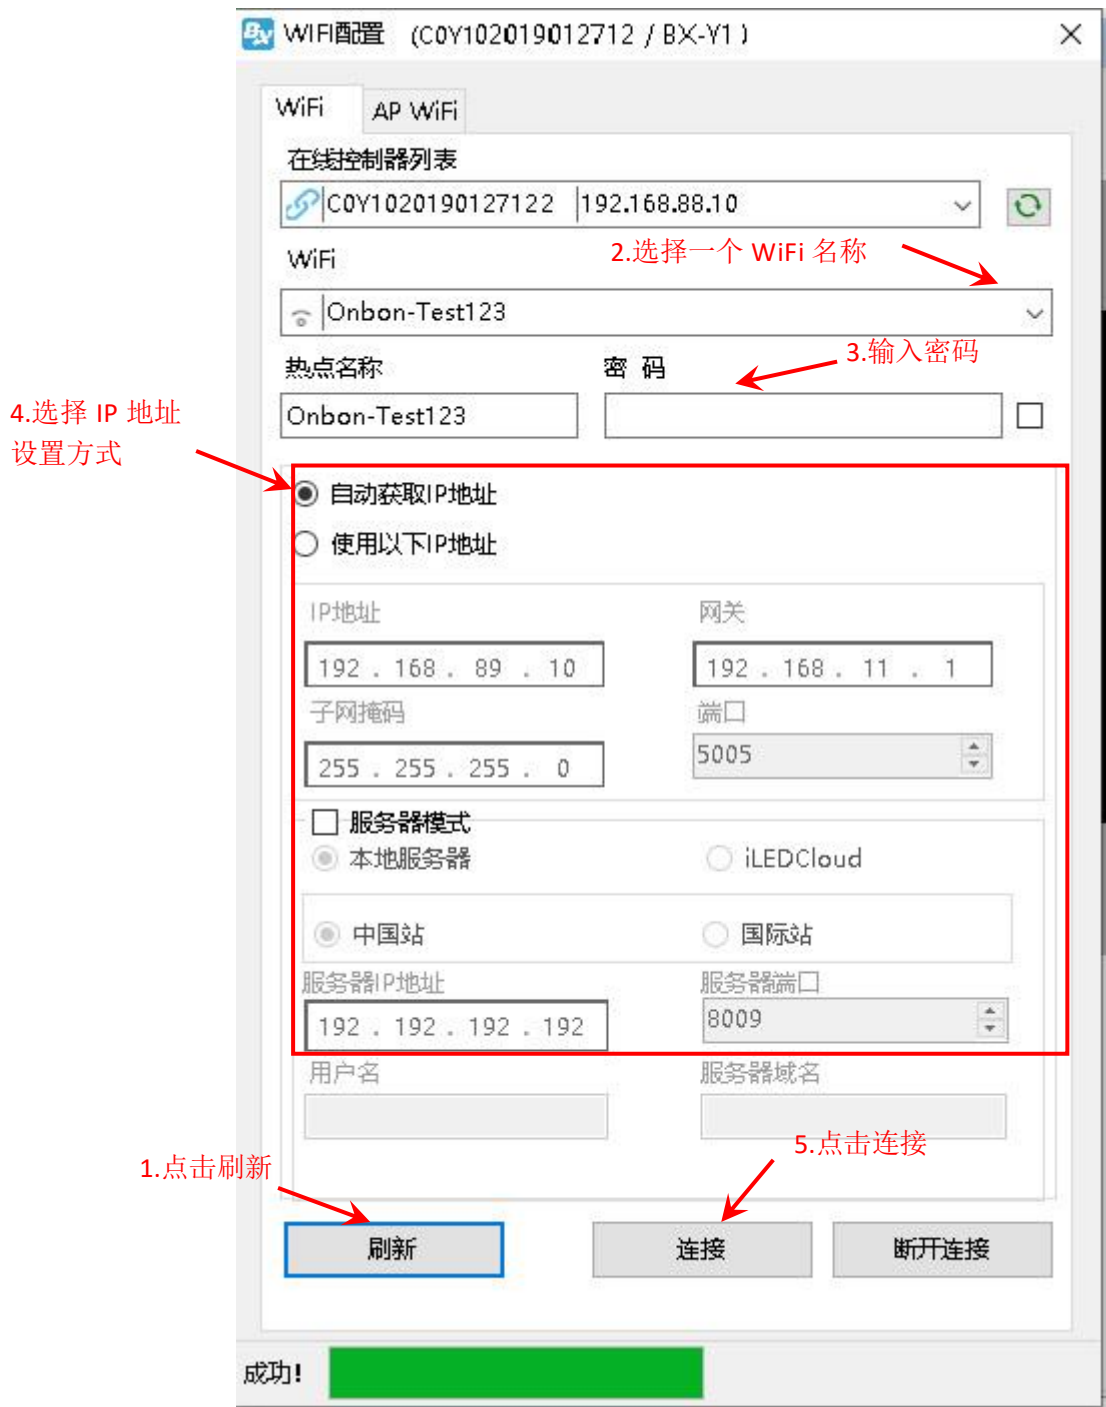 WIFI配置 (C0Y102019012712 / BX-Y1)
WiFi AP WiFi
在线控制器列表
C0Y1020190127122 192.168.88.10
2.选择一个 WiFi 名称
WiFi
Onbon-Test123
3.输入密码
热点名称 密 码
Onbon-Test123
4.选择 IP 地址
设置方式
自动获取IP地址
使用以下IP地址
IP地址 网关
192 . 168 . 89 . 10 192 . 168 . 11 . 1
子网掩码 端口
255 . 255 . 255 . 0 5005
服务器模式
本地服务器 iLEDCloud
中国站 国际站
服务器IP地址 服务器端口
192 . 192 . 192 . 192 8009
用户名 服务器域名
5.点击连接
1.点击刷新
刷新 连接 断开连接
成功!